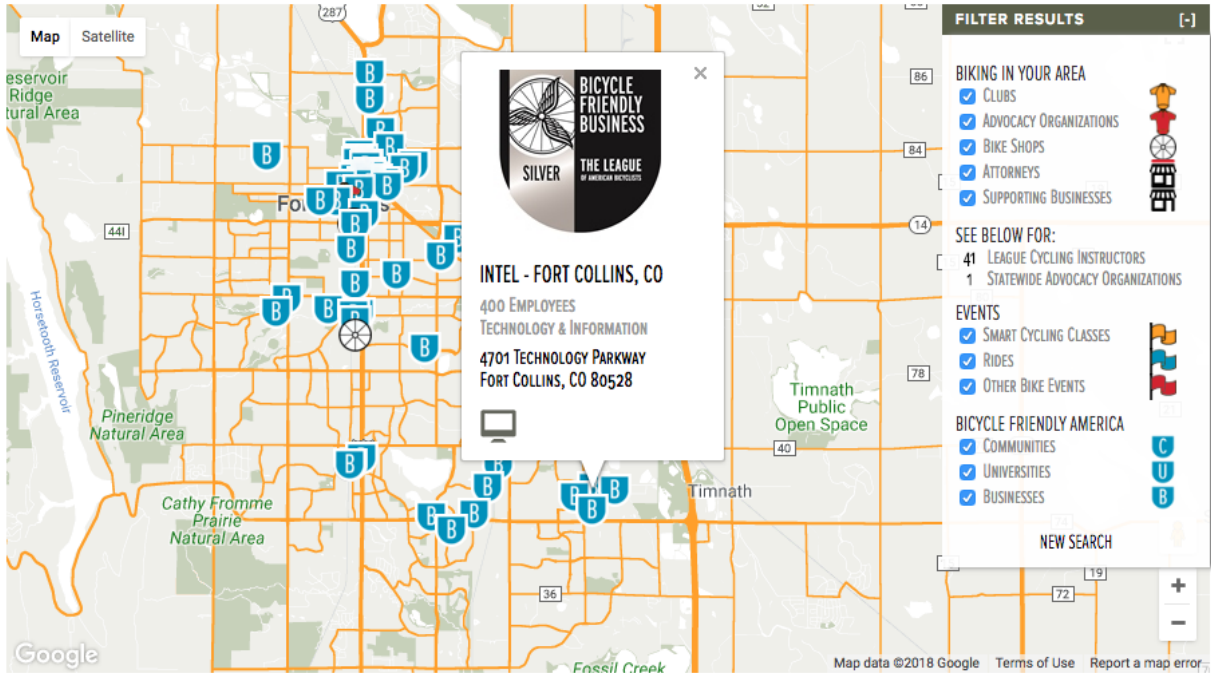 Map Satellite
287
86
84
14
441
78
40
36
19
72
74
eservoir
Ridge
tural Area
Horsetooth Reservoir
Pineridge
Natural Area
Cathy Fromme
Prairie
Natural Area
Timnath
Public
Open Space
Timnath
Fossil Creek
BICYCLE
FRIENDLY
BUSINESS
SILVER
THE LEAGUE
OF AMERICAN BICYCLISTS
INTEL - FORT COLLINS, CO
400 EMPLOYEES
TECHNOLOGY & INFORMATION
4701 TECHNOLOGY PARKWAY
FORT COLLINS, CO 80528
FILTER RESULTS [-]
BIKING IN YOUR AREA
CLUBS
ADVOCACY ORGANIZATIONS
BIKE SHOPS
ATTORNEYS
SUPPORTING BUSINESSES
SEE BELOW FOR:
41 LEAGUE CYCLING INSTRUCTORS
1 STATEWIDE ADVOCACY ORGANIZATIONS
EVENTS
SMART CYCLING CLASSES
RIDES
OTHER BIKE EVENTS
BICYCLE FRIENDLY AMERICA
COMMUNITIES C
UNIVERSITIES U
BUSINESSES B
NEW SEARCH
+
−
Google
Map data ©2018 Google Terms of Use Report a map error